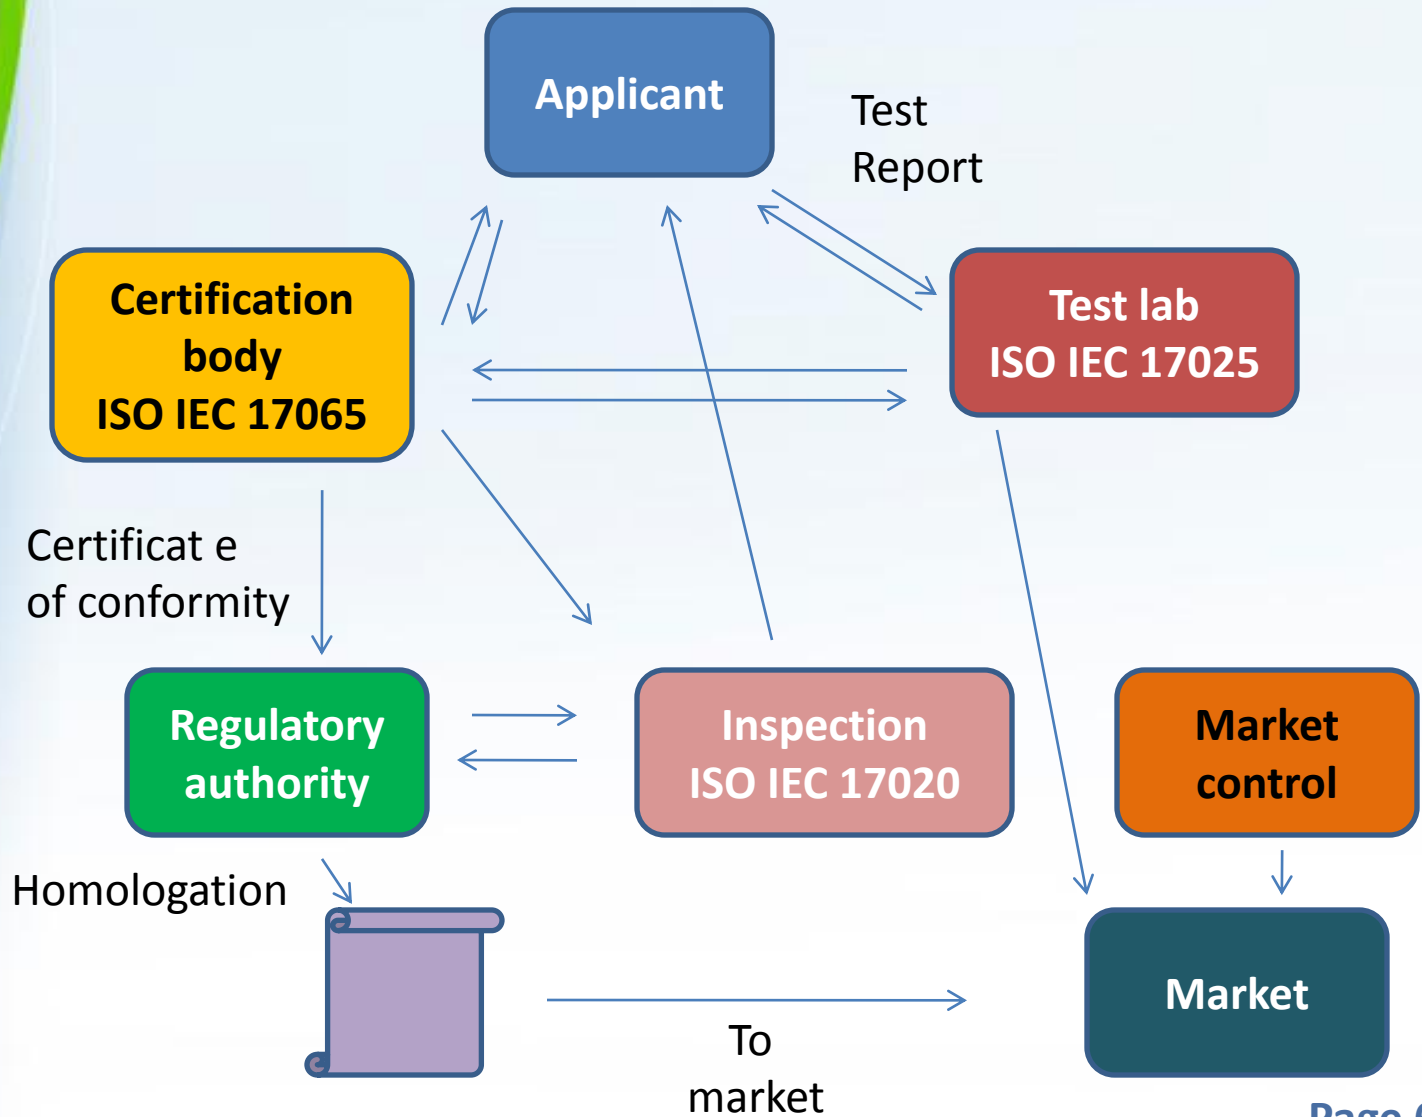 Applicant
Test
Report
Certification
body
ISO IEC 17065
Test lab
ISO IEC 17025
Certificat e
of conformity
Regulatory
authority
Inspection
ISO IEC 17020
Market
control
Homologation
Market
To
market
Page